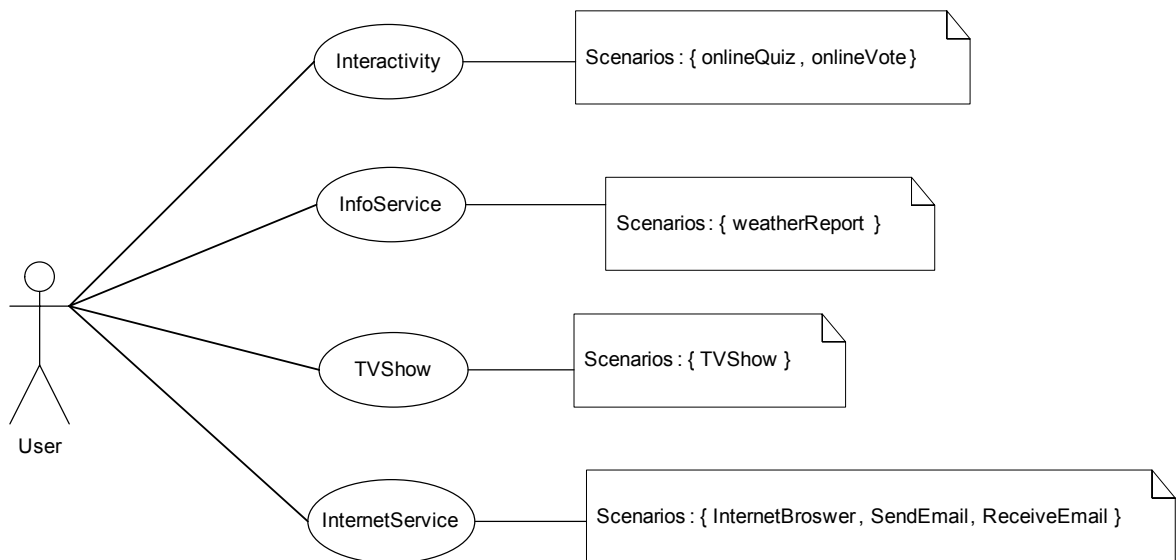 Interactivity
Scenarios : { onlineQuiz , onlineVote }
InfoService
Scenarios : { weatherReport }
TVShow
Scenarios : { TVShow }
User
InternetService
Scenarios : { InternetBroswer, SendEmail, ReceiveEmail }